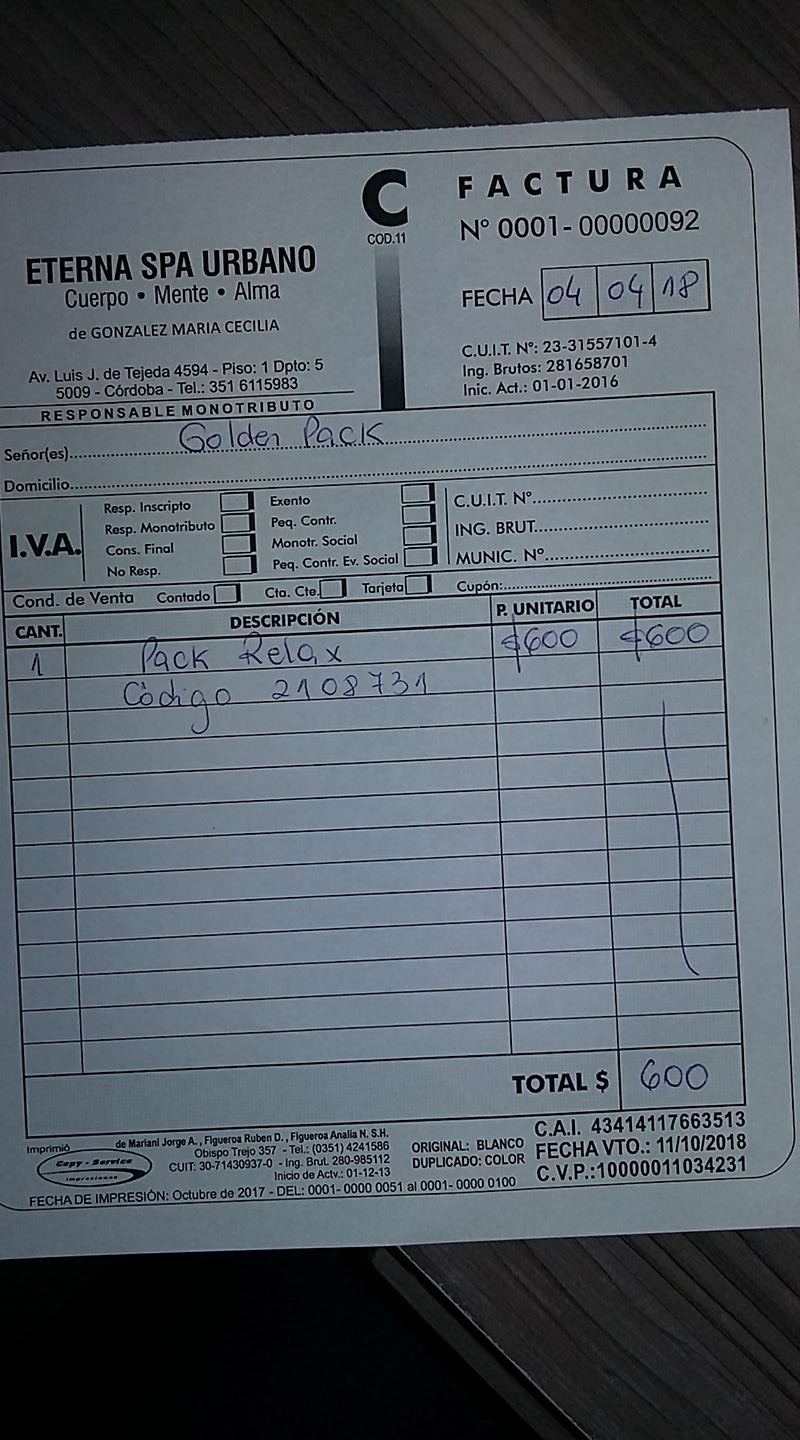 C
COD.11
FACTURA
Nº 0001-00000092
FECHA 04 04 18
ETERNA SPA URBANO
Cuerpo • Mente • Alma
de GONZALEZ MARIA CECILIA
Av. Luis J. de Tejeda 4594 - Piso: 1 Dpto: 5
5009 - Córdoba - Tel.: 351 6115983
RESPONSABLE MONOTRIBUTO
C.U.I.T. Nº: 23-31557101-4
Ing. Brutos: 281658701
Inic. Act.: 01-01-2016
Señor(es) Golden Pack
Domicilio
I.V.A.
Resp. Inscripto
Resp. Monotributo
Cons. Final
No Resp.
Exento
Peq. Contr.
Monotr. Social
Peq. Contr. Ev. Social
C.U.I.T. Nº
ING. BRUT.
MUNIC. Nº
Cond. de Venta Contado Cta. Cte. Tarjeta Cupón:
CANT. DESCRIPCIÓN P. UNITARIO TOTAL
1 Pack Relax $600 $600
Código 2108731
TOTAL $ 600
Imprimió
Copy - Service
Impresiones
de Mariani Jorge A., Figueroa Ruben D., Figueroa Analia N. S.H.
Obispo Trejo 357 - Tel.: (0351) 4241586
CUIT: 30-71430937-0 - Ing. Brut. 280-985112
Inicio de Actv.: 01-12-13
ORIGINAL: BLANCO
DUPLICADO: COLOR
C.A.I. 43414117663513
FECHA VTO.: 11/10/2018
C.V.P.:10000011034231
FECHA DE IMPRESIÓN: Octubre de 2017 - DEL: 0001- 0000 0051 al 0001- 0000 0100